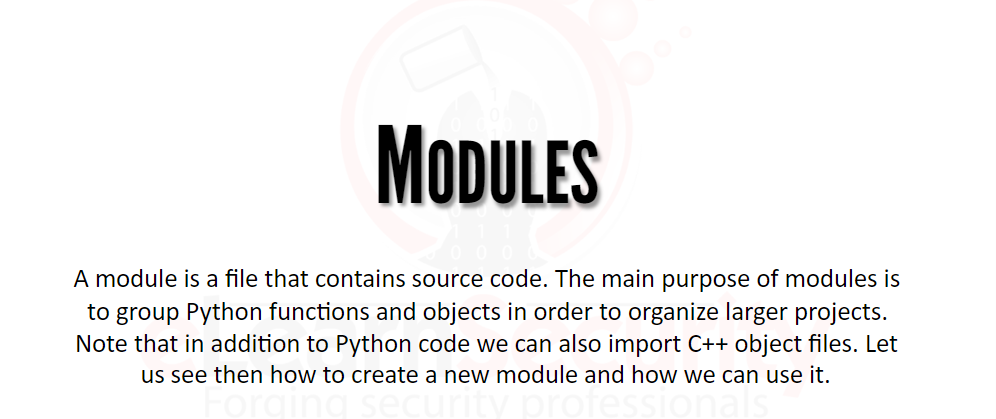 MODULES
A module is a file that contains source code. The main purpose of modules is
to group Python functions and objects in order to organize larger projects.
Note that in addition to Python code we can also import C++ object files. Let
us see then how to create a new module and how we can use it.
eLearnSecurity
Forging security professionals